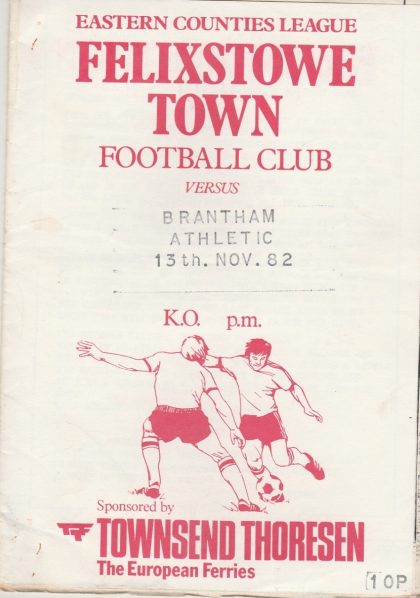 EASTERN COUNTIES LEAGUE
FELIXSTOWE
TOWN
FOOTBALL CLUB
VERSUS
BRANTHAM
ATHLETIC
13th. NOV. 82
K.O. p.m.
Sponsored by
TOWNSEND THORESEN
The European Ferries
10P